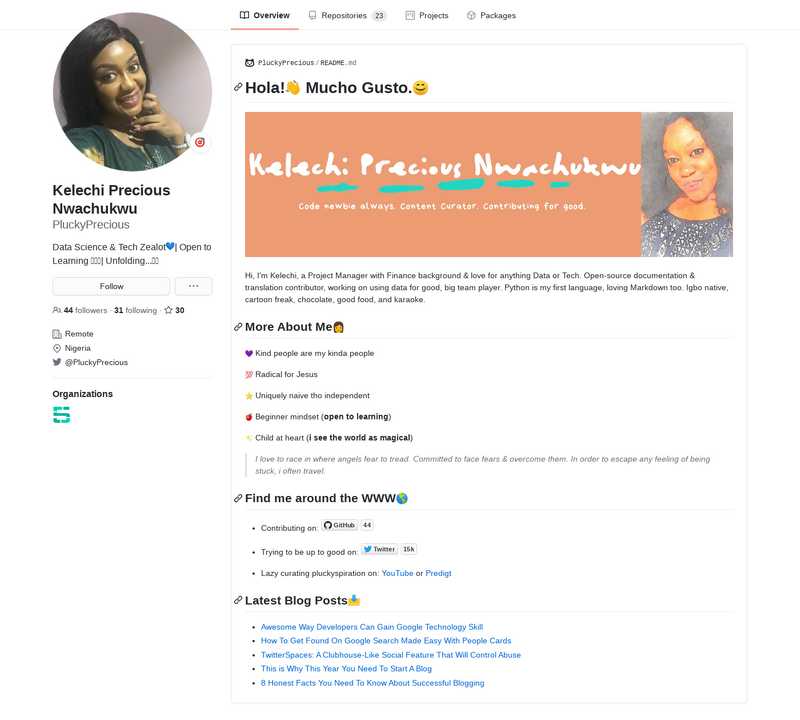 Overview
Repositories 23
Projects
Packages
Kelechi Precious
Nwachukwu
PluckyPrecious
Data Science & Tech Zealot💙| Open to
Learning | Unfolding...
Follow
44 followers · 31 following · 30
Remote
Nigeria
@PluckyPrecious
Organizations
PluckyPrecious / README.md
Hola!👋 Mucho Gusto.😊
Kelechi Precious Nwachukwu
Code newbie always. Content Curator. Contributing for good.
Hi, I'm Kelechi, a Project Manager with Finance background & love for anything Data or Tech. Open-source documentation &
translation contributor, working on using data for good, big team player. Python is my first language, loving Markdown too. Igbo native,
cartoon freak, chocolate, good food, and karaoke.
More About Me👩
💜 Kind people are my kinda people
💯 Radical for Jesus
⭐ Uniquely naive tho independent
🍎 Beginner mindset (open to learning)
✨ Child at heart (i see the world as magical)
I love to race in where angels fear to tread. Committed to face fears & overcome them. In order to escape any feeling of being
stuck, i often travel.
Find me around the WWW🌎
• Contributing on: GitHub 44
• Trying to be up to good on: Twitter 15k
• Lazy curating pluckyspiration on: YouTube or Predigt
Latest Blog Posts📩
• Awesome Way Developers Can Gain Google Technology Skill
• How To Get Found On Google Search Made Easy With People Cards
• TwitterSpaces: A Clubhouse-Like Social Feature That Will Control Abuse
• This is Why This Year You Need To Start A Blog
• 8 Honest Facts You Need To Know About Successful Blogging